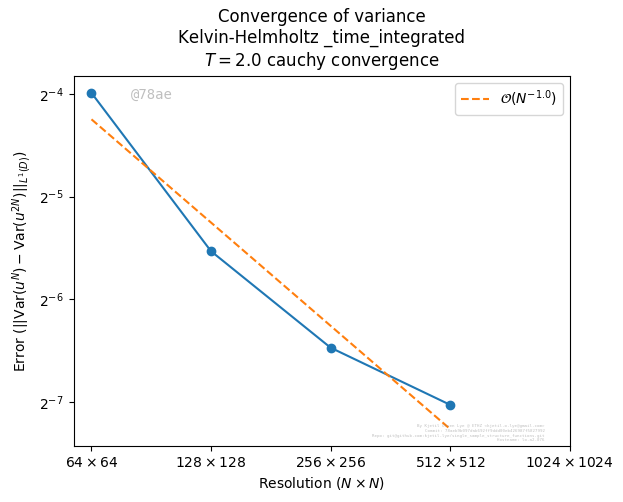 Convergence of variance
Kelvin-Helmholtz _time_integrated
T = 2.0 cauchy convergence
@78ae
𝒪(N^{-1.0})
Error (||Var(u^N) − Var(u^{2N})||_{L^1(D)})
2^{-4}
2^{-5}
2^{-6}
2^{-7}
64 × 64
128 × 128
256 × 256
512 × 512
1024 × 1024
Resolution (N × N)